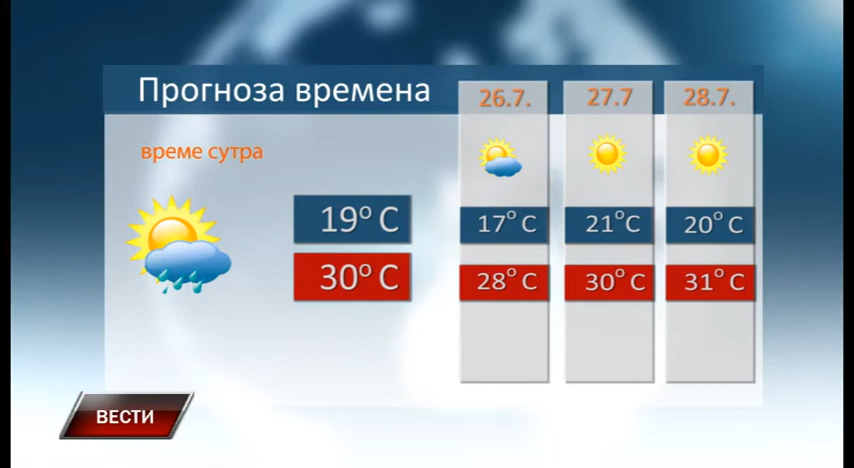 Прогноза времена
време сутра
19° C
30° C
26.7.
17° C
28° C
27.7
21°C
30° C
28.7.
20° C
31° C
ВЕСТИ